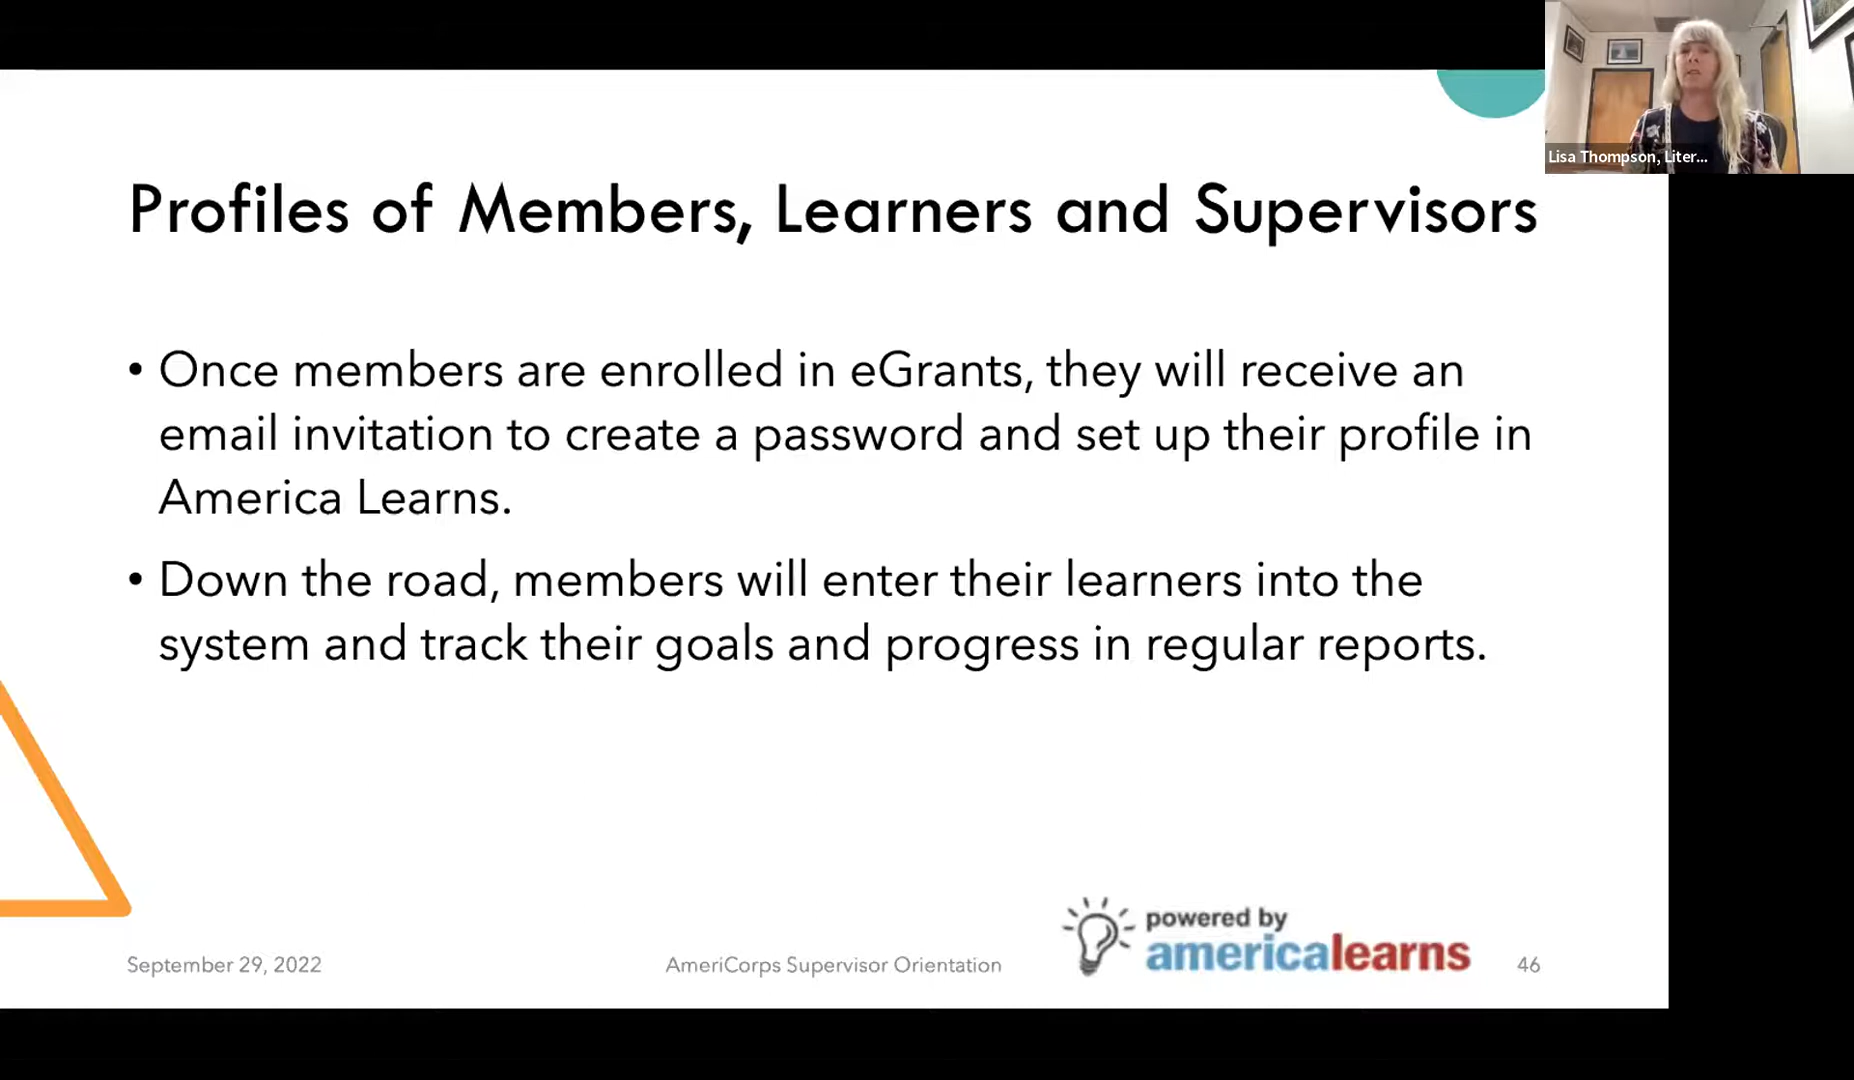 Lisa Thompson, Liter...
Profiles of Members, Learners and Supervisors
• Once members are enrolled in eGrants, they will receive an
email invitation to create a password and set up their profile in
America Learns.
• Down the road, members will enter their learners into the
system and track their goals and progress in regular reports.
powered by
americalearns
September 29, 2022
AmeriCorps Supervisor Orientation
46